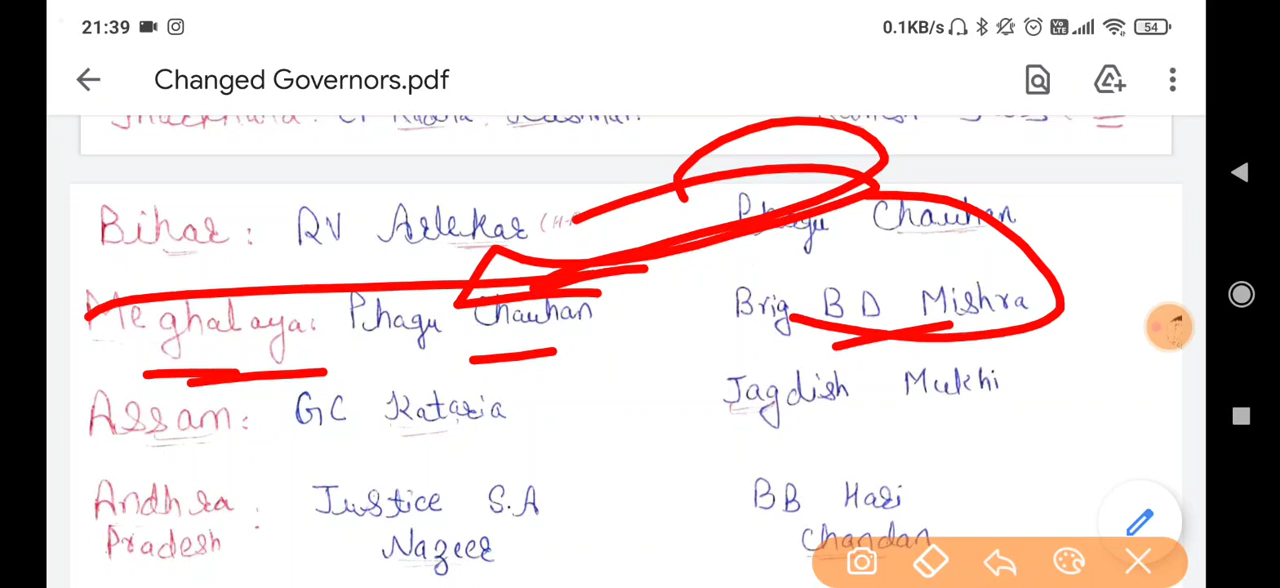 21:39 0.1KB/s 54
Changed Governors.pdf
Bihar: RV Arlekar Phagu Chauhan
Meghalaya: Phagu Chauhan Brig BD Mishra
Assam: GC Kataria Jagdish Mukhi
Andhra Justice S.A BB Hari
Pradesh Nazeer Chandan